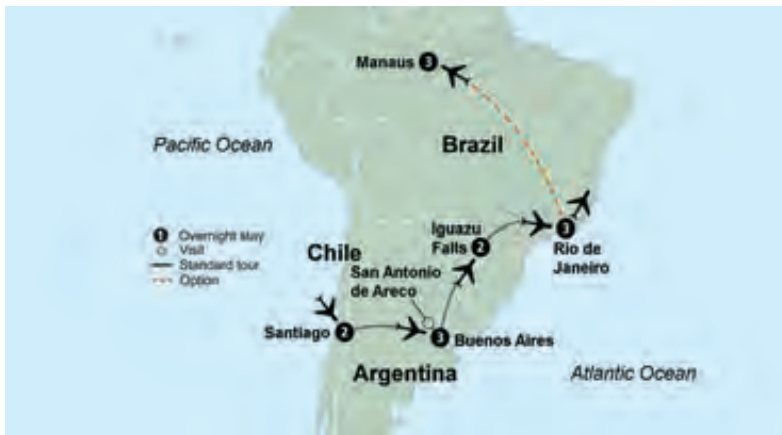 Manaus 3
Pacific Ocean
Brazil
1 Overnight stay
Visit
Standard tour
Option
Chile
Iguazu
Falls 2
3
Rio de
Janeiro
San Antonio
de Areco
Santiago 2
3 Buenos Aires
Argentina
Atlantic Ocean